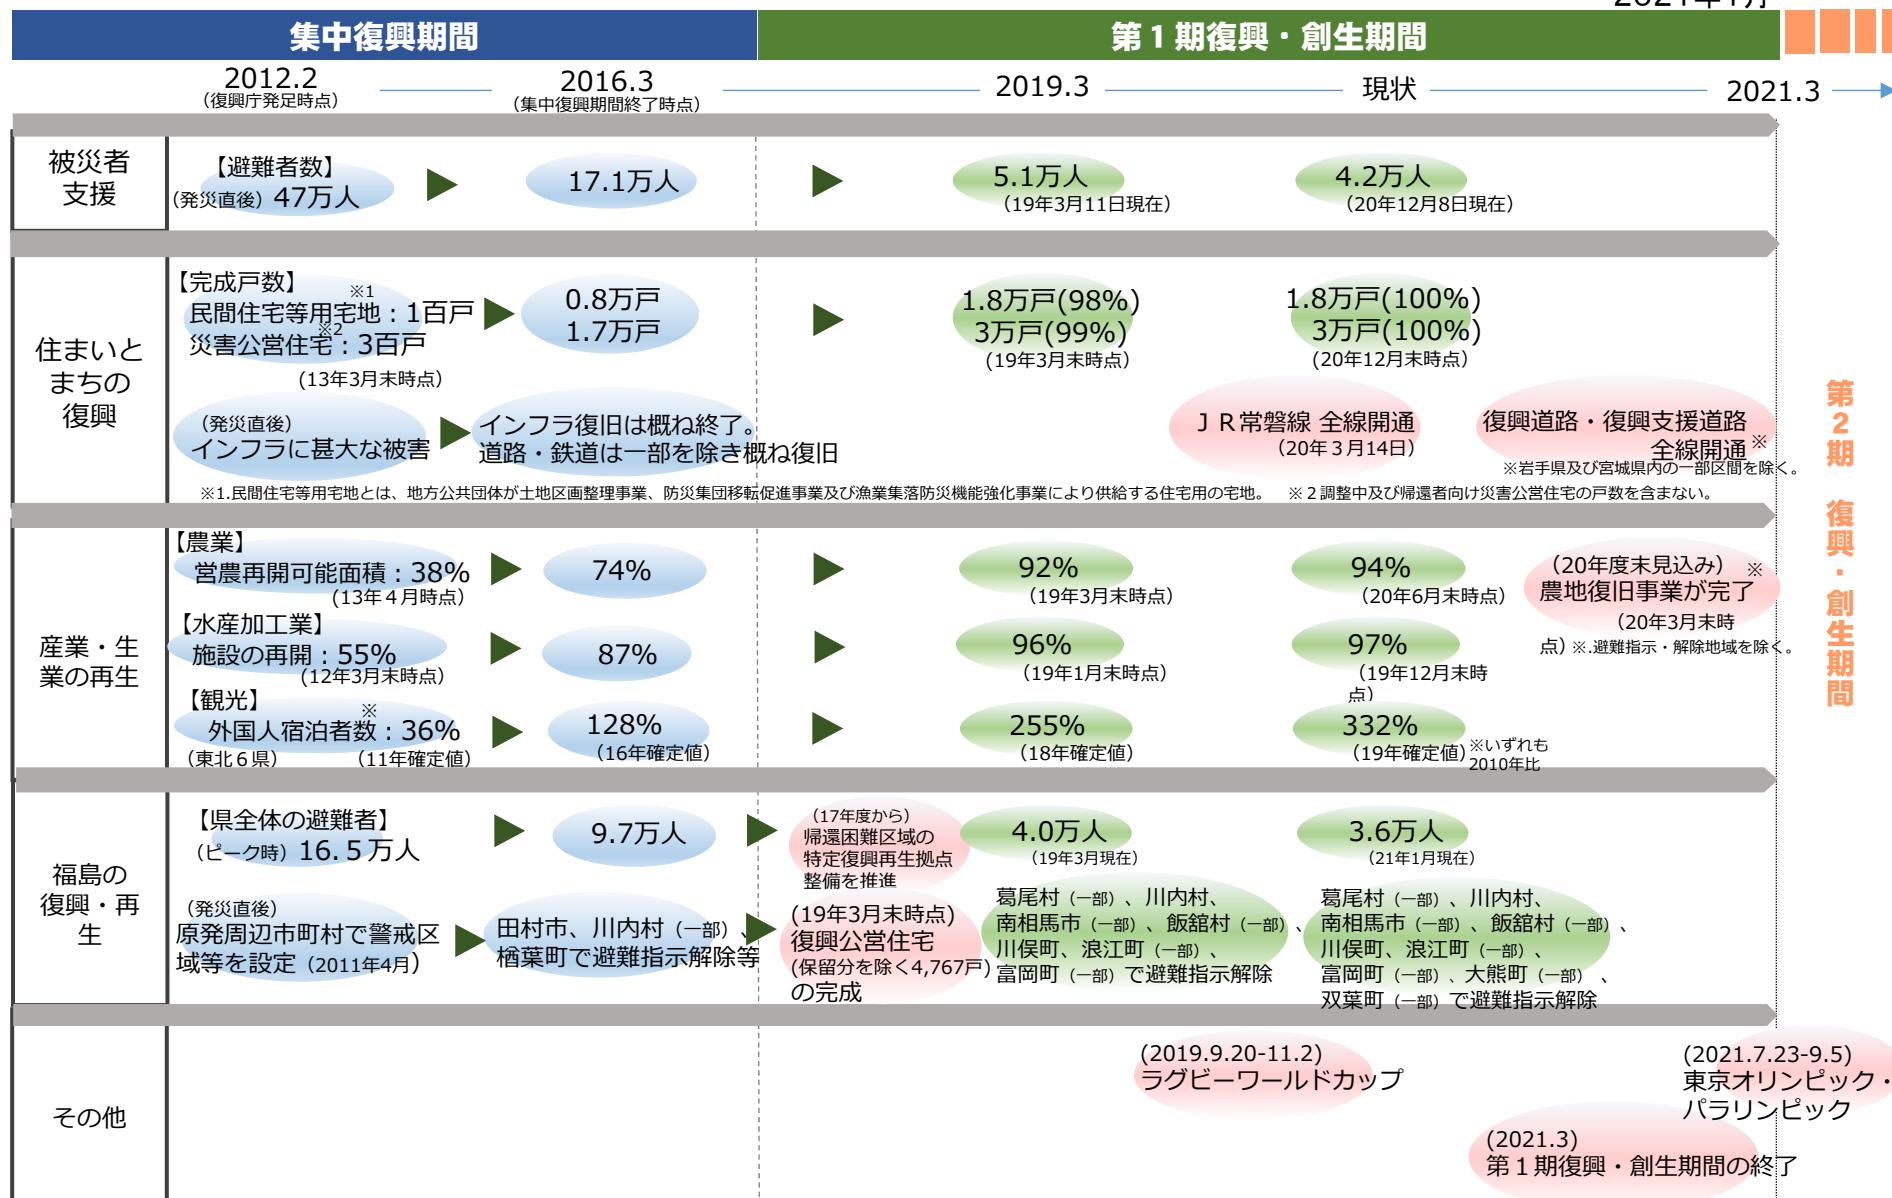 2021年1月
集中復興期間
第1期復興・創生期間
2012.2
(復興庁発足時点)
2016.3
(集中復興期間終了時点)
2019.3
現状
2021.3
被災者
支援
【避難者数】
(発災直後) 47万人
17.1万人
5.1万人
(19年3月11日現在)
4.2万人
(20年12月8日現在)
住まいと
まちの
復興
【完成戸数】
※1
民間住宅等用宅地:1百戸
※2
災害公営住宅:3百戸
(13年3月末時点)
0.8万戸
1.7万戸
1.8万戸(98%)
3万戸(99%)
(19年3月末時点)
1.8万戸(100%)
3万戸(100%)
(20年12月末時点)
(発災直後)
インフラに甚大な被害
インフラ復旧は概ね終了。
道路・鉄道は一部を除き概ね復旧
JR常磐線 全線開通
(20年3月14日)
復興道路・復興支援道路
全線開通※
※岩手県及び宮城県内の一部区間を除く。
※1.民間住宅等用宅地とは、地方公共団体が土地区画整理事業、防災集団移転促進事業及び漁業集落防災機能強化事業により供給する住宅用の宅地。 ※2調整中及び帰還者向け災害公営住宅の戸数を含まない。
産業・生
業の再生
【農業】
営農再開可能面積:38%
(13年4月時点)
74%
92%
(19年3月末時点)
94%
(20年6月末時点)
(20年度末見込み)
※
農地復旧事業が完了
(20年3月末時
点) ※.避難指示・解除地域を除く。
【水産加工業】
施設の再開:55%
(12年3月末時点)
87%
96%
(19年1月時点)
97%
(19年12月末時
点)
【観光】
※
外国人宿泊者数:36%
(東北6県) (11年確定値)
128%
(16年確定値)
255%
(18年確定値)
332%
(19年確定値)
※いずれも
2010年比
福島の
復興・再
生
【県全体の避難者】
(ピーク時) 16.5万人
9.7万人
(17年度から)
帰還困難区域の
特定復興再生拠点
整備を推進
4.0万人
(19年3月現在)
3.6万人
(21年1月現在)
(発災直後)
原発周辺市町村で警戒区
域等を設定 (2011年4月)
田村市、川内村 (一部)、
楢葉町で避難指示解除等
(19年3月末時点)
復興公営住宅
(保留分を除く4,767戸)
の完成
葛尾村 (一部) 、川内村、
南相馬市 (一部) 、飯舘村 (一部) 、
川俣町、浪江町 (一部) 、
富岡町 (一部) で避難指示解除
葛尾村 (一部) 、川内村、
南相馬市 (一部) 、飯舘村 (一部) 、
川俣町、浪江町 (一部) 、
富岡町 (一部) 、大熊町 (一部) 、
双葉町 (一部) で避難指示解除
その他
(2019.9.20-11.2)
ラグビーワールドカップ
(2021.7.23-9.5)
東京オリンピック・
パラリンピック
(2021.3)
第1期復興・創生期間の終了
第2期 復興・創生期間